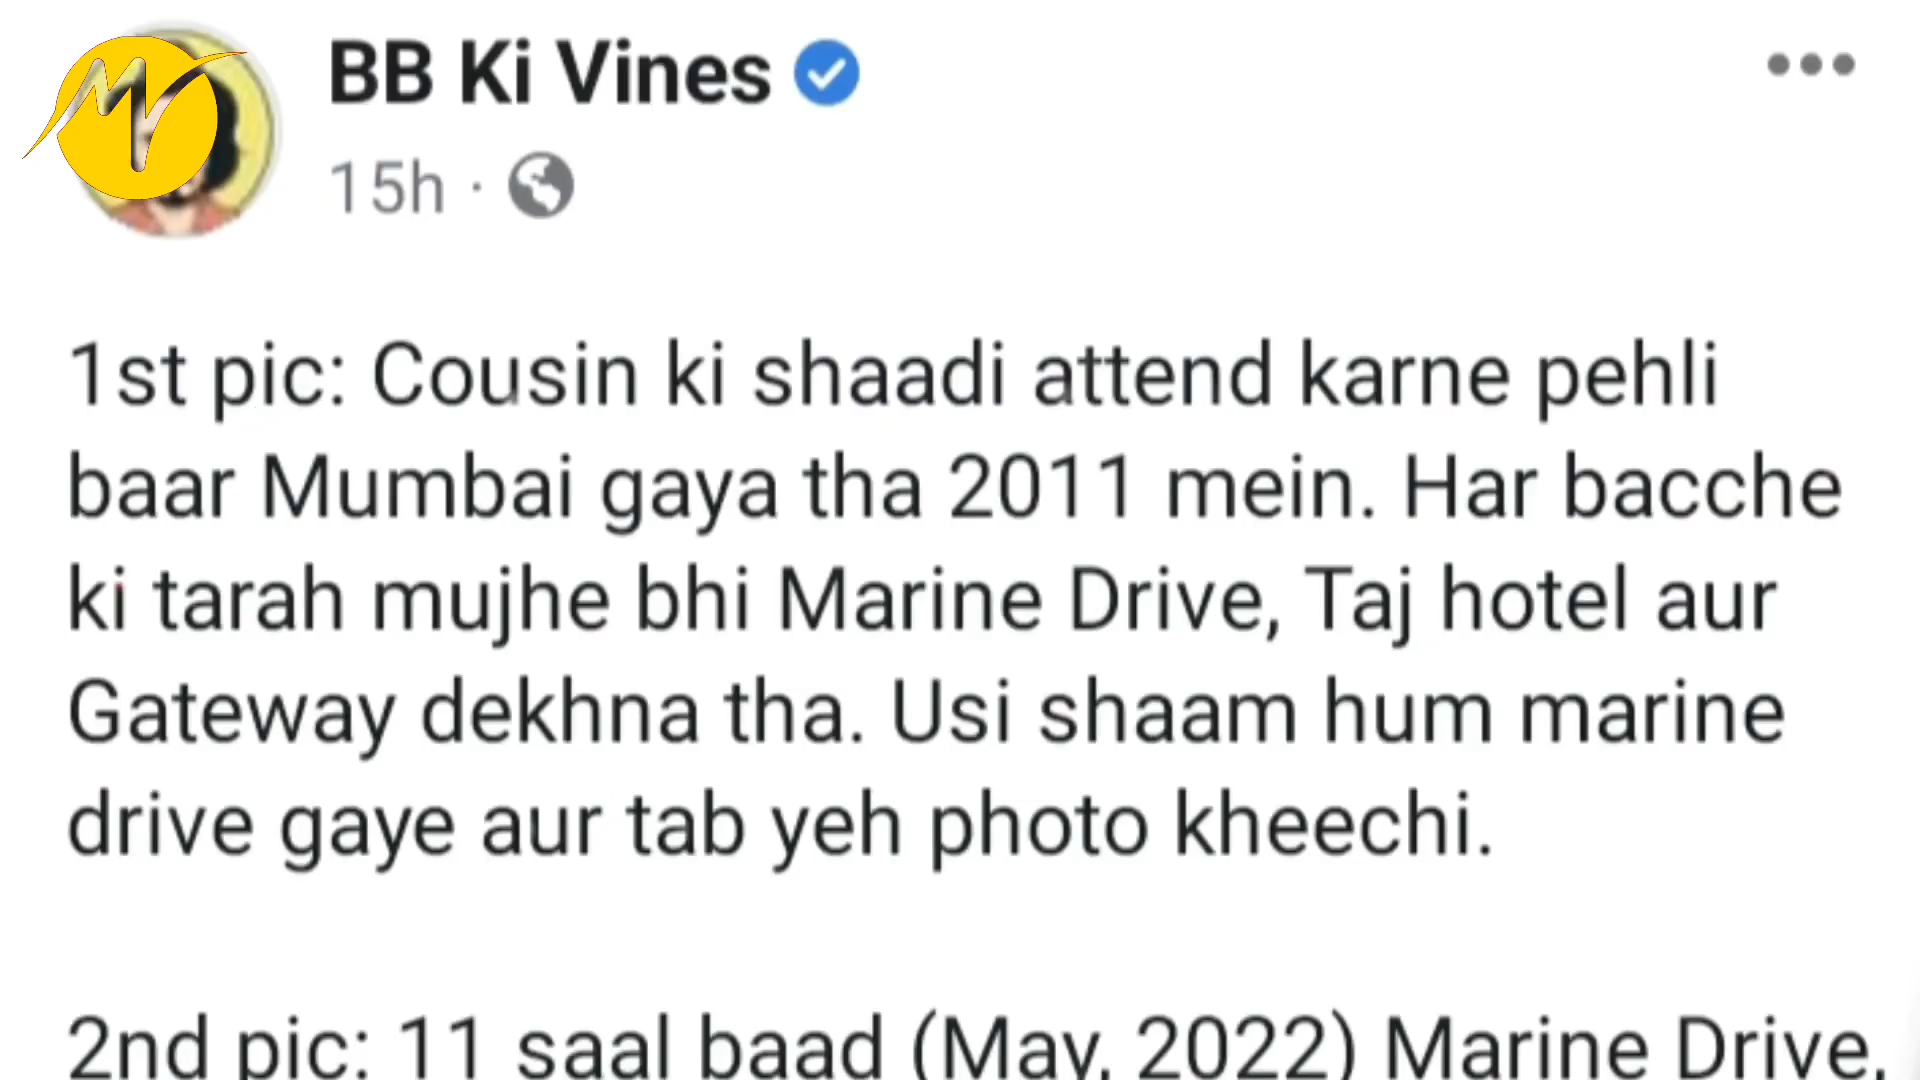 BB Ki Vines
15h ·
1st pic: Cousin ki shaadi attend karne pehli
baar Mumbai gaya tha 2011 mein. Har bacche
ki tarah mujhe bhi Marine Drive, Taj hotel aur
Gateway dekhna tha. Usi shaam hum marine
drive gaye aur tab yeh photo kheechi.
2nd pic: 11 saal baad (May, 2022) Marine Drive,